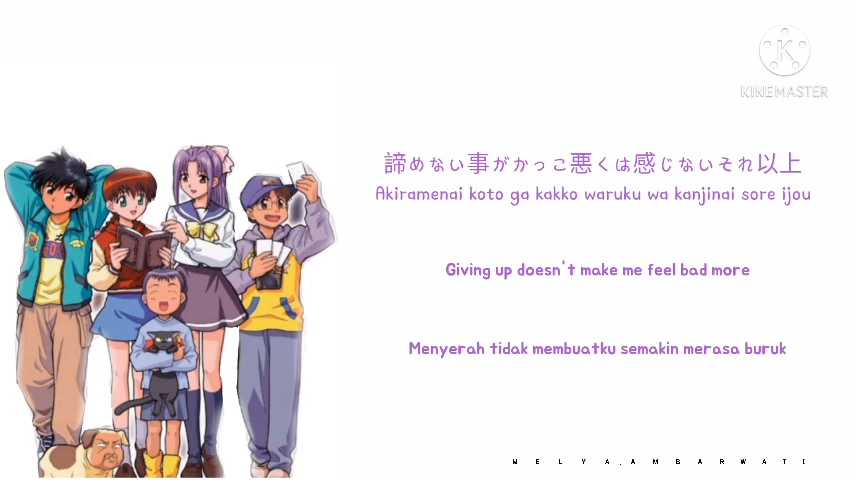 KINEMASTER
諦めない事がかっこ悪くは感じないそれ以上
Akiramenai koto ga kakko waruku wa kanjinai sore ijou
Giving up doesn't make me feel bad more
Menyerah tidak membuatku semakin merasa buruk
MELYA.AMBARWATI